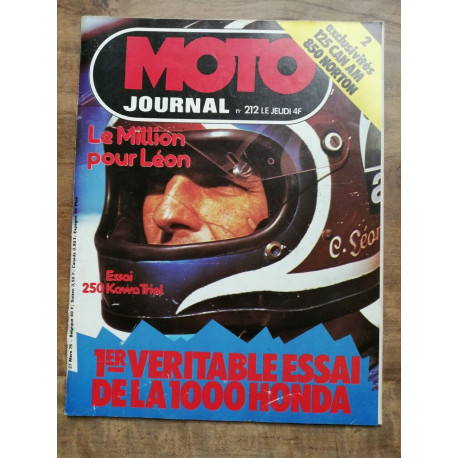 MOTO
JOURNAL
n° 212 LE JEUDI 4F
2
exclusivités
125 CAN AM
850 NORTON
Le Million
pour Léon
C. Léon
Essai
250 Kawa Trial
1ER VERITABLE ESSAI
DE LA 1000 HONDA